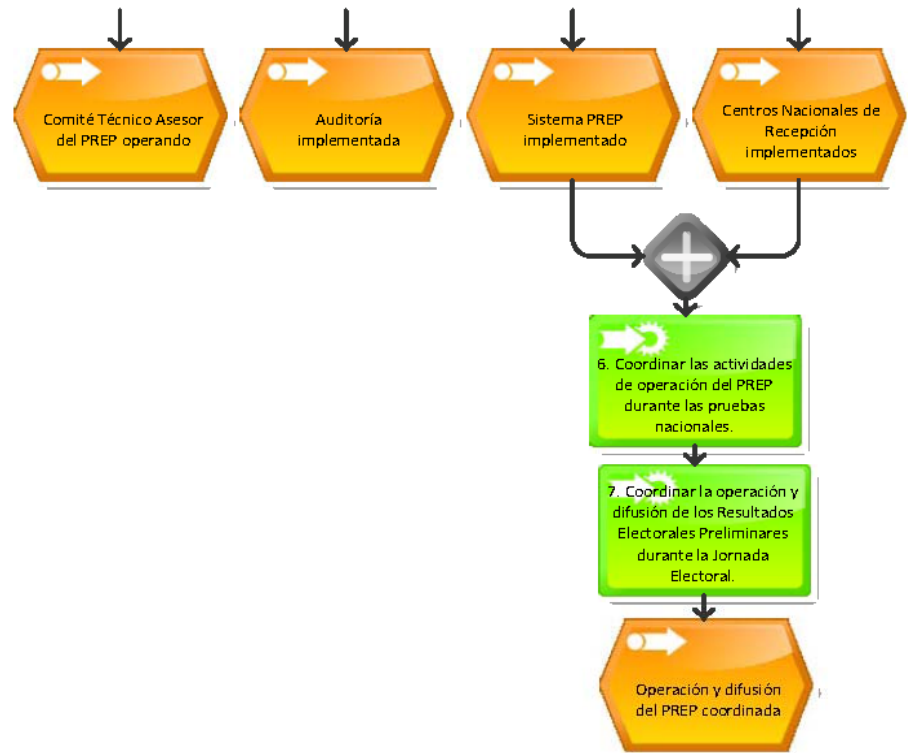 Comité Técnico Asesor
del PREP operando
Auditoría
implementada
Sistema PREP
implementado
Centros Nacionales de
Recepción
implementados
6. Coordinar las actividades
de operación del PREP
durante las pruebas
nacionales.
7. Coordinar la operación y
difusión de los Resultados
Electorales Preliminares
durante la Jornada
Electoral.
Operación y difusión
del PREP coordinada